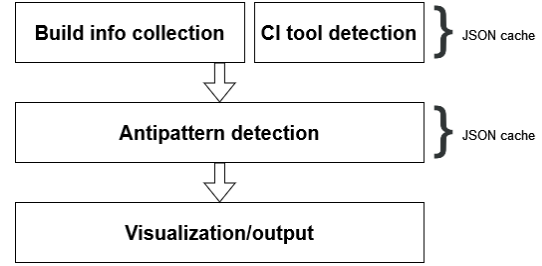 Build info collection
CI tool detection
JSON cache
Antipattern detection
JSON cache
Visualization/output